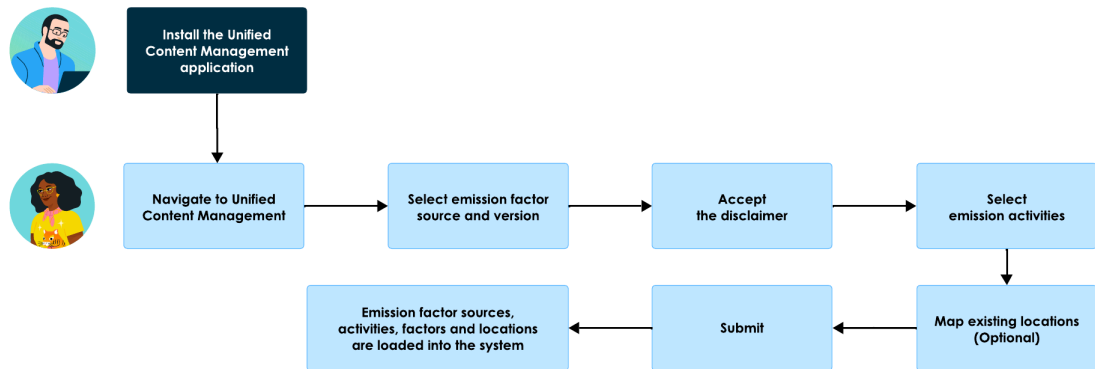 Install the Unified
Content Management
application
Navigate to Unified
Content Management
Select emission factor
source and version
Accept
the disclaimer
Select
emission activities
Emission factor sources,
activities, factors and locations
are loaded into the system
Submit
Map existing locations
(Optional)